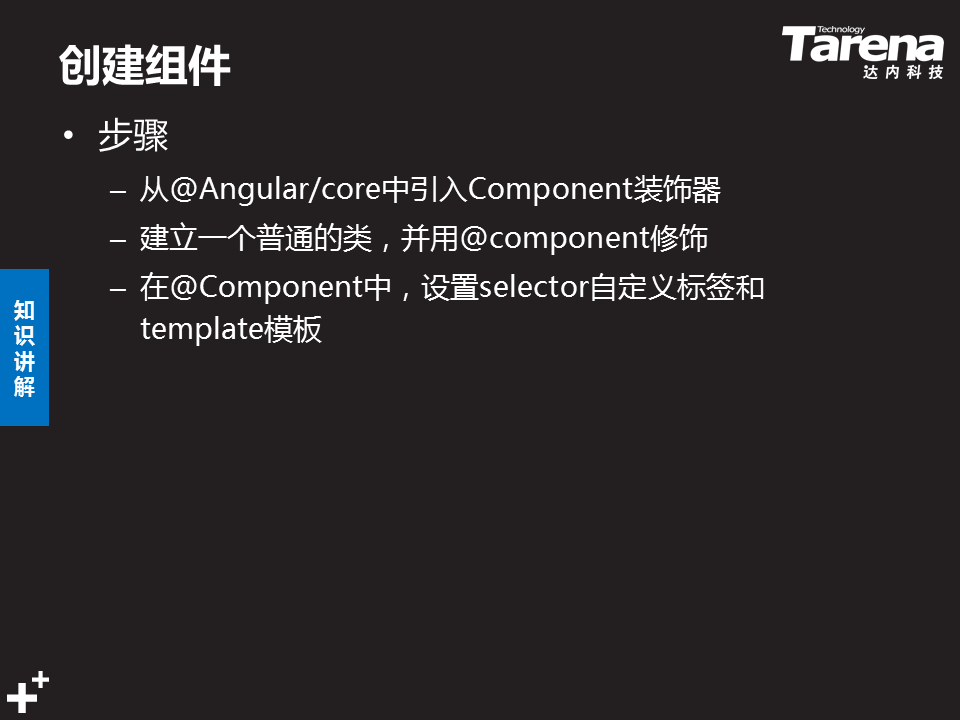 创建组件
Technology
Tarena
达内科技
• 步骤
– 从@Angular/core中引入Component装饰器
– 建立一个普通的类，并用@component修饰
– 在@Component中，设置selector自定义标签和
template模板
知
识
讲
解